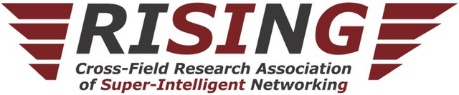 RISING
Cross-Field Research Association
of Super-Intelligent Networking